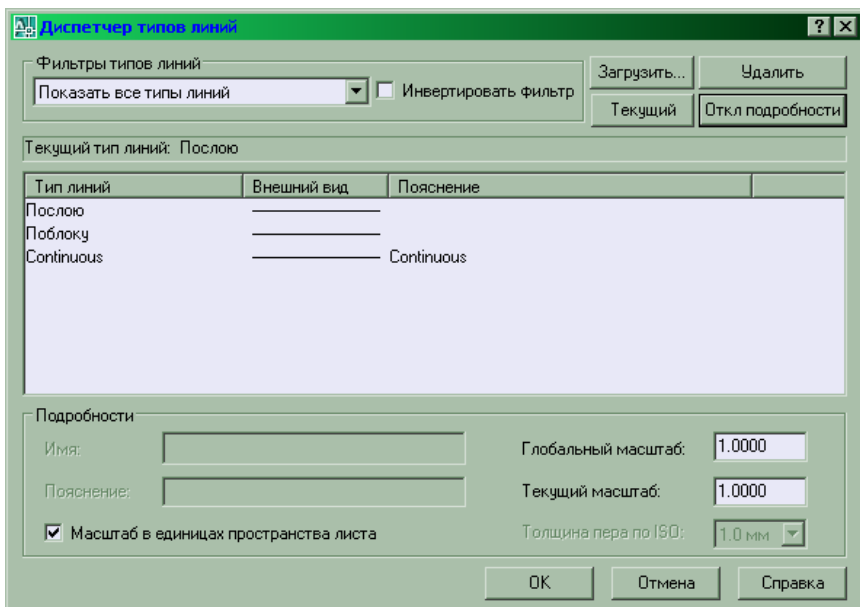 Диспетчер типов линий
Фильтры типов линий
Показать все типы линий
Инвертировать фильтр
Загрузить...
Удалить
Текущий
Откл подробности
Текущий тип линий: Послою
Тип линий Внешний вид Пояснение
Послою
Поблоку
Continuous Continuous
Подробности
Имя:
Глобальный масштаб: 1.0000
Пояснение:
Текущий масштаб: 1.0000
Масштаб в единицах пространства листа
Толщина пера по ISO: 1.0 мм
OK Отмена Справка